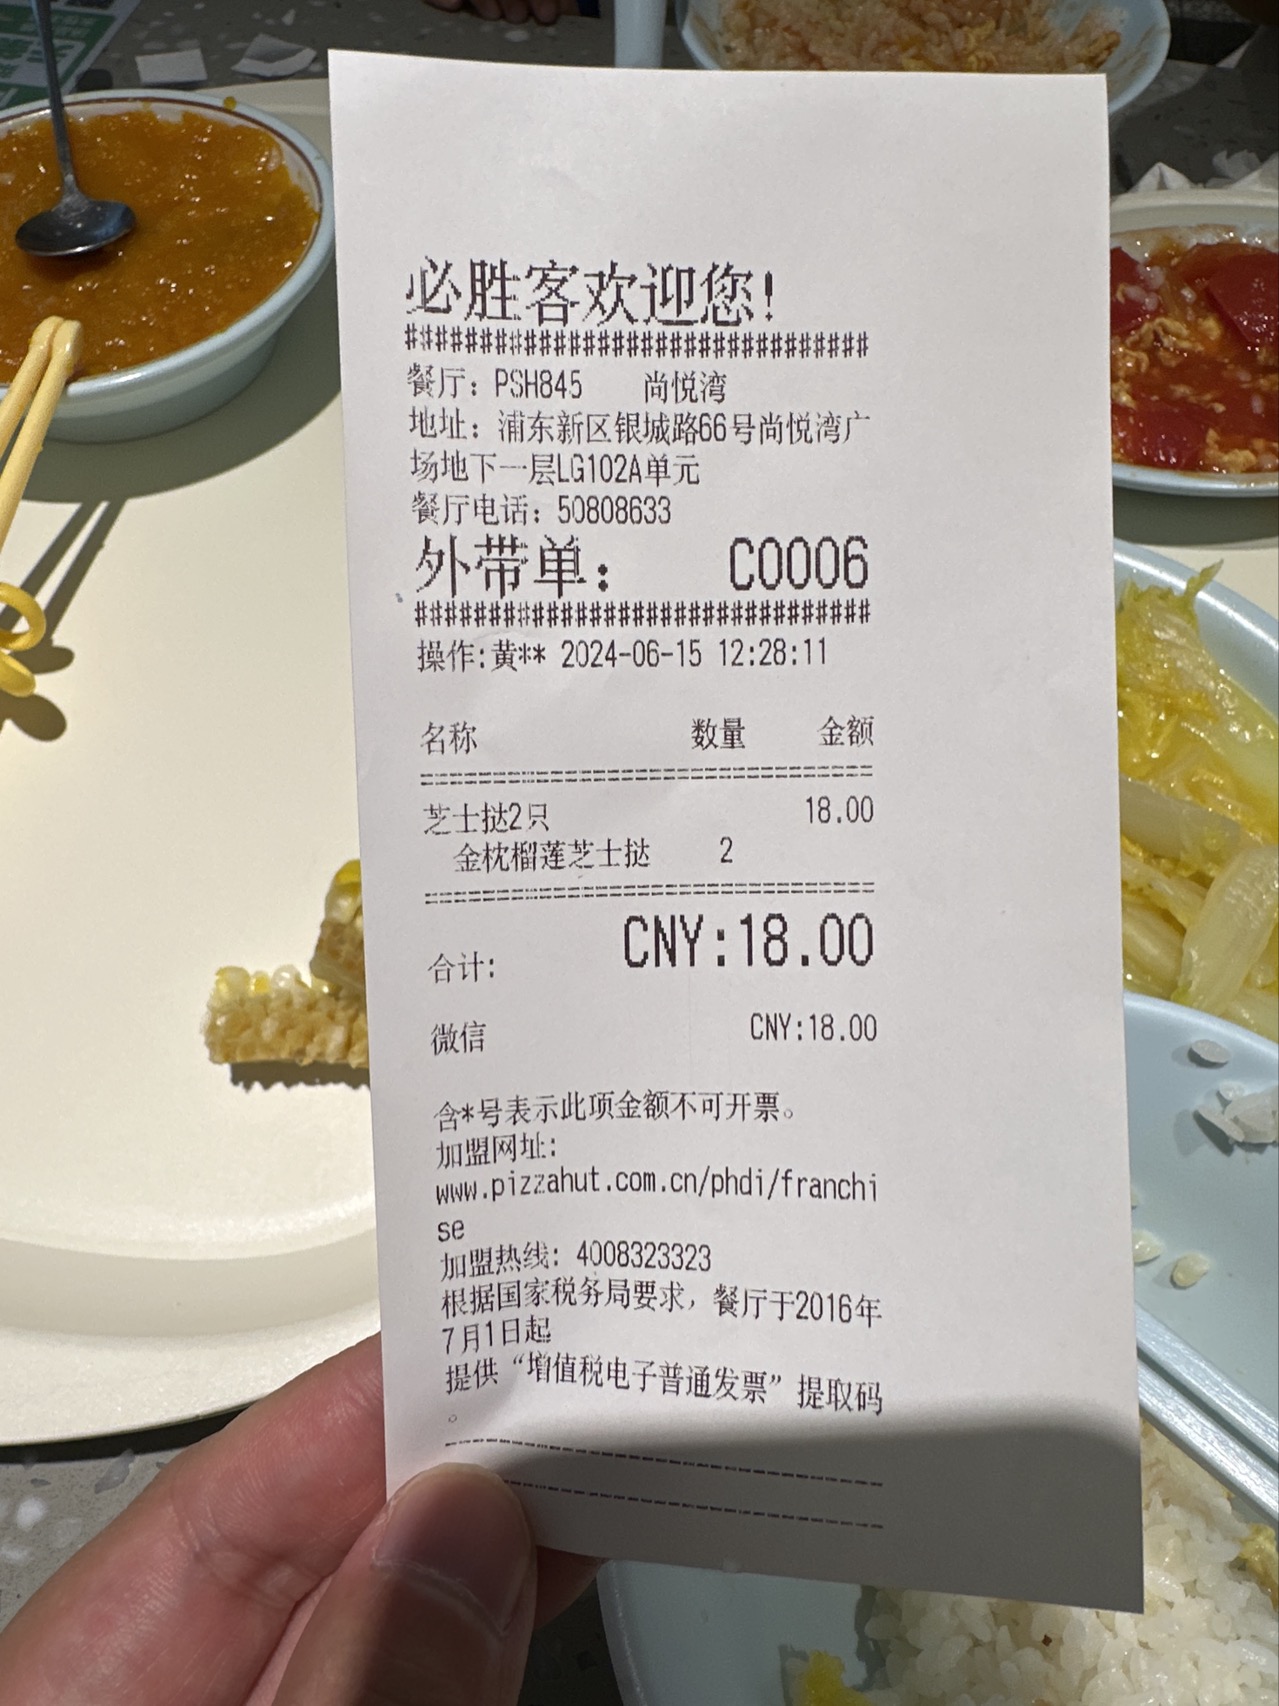 必胜客欢迎您!
################################
餐厅: PSH845 尚悦湾
地址: 浦东新区银城路66号尚悦湾广
场地下一层LG102A单元
餐厅电话: 50808633
外带单: C0006
################################
操作:黄** 2024-06-15 12:28:11
名称 数量 金额
芝士挞2只 18.00
金枕榴莲芝士挞 2
合计: CNY:18.00
微信 CNY:18.00
含*号表示此项金额不可开票。
加盟网址:
www.pizzahut.com.cn/phdi/franchi
se
加盟热线: 4008323323
根据国家税务局要求, 餐厅于2016年
7月1日起
提供“增值税电子普通发票”提取码
。